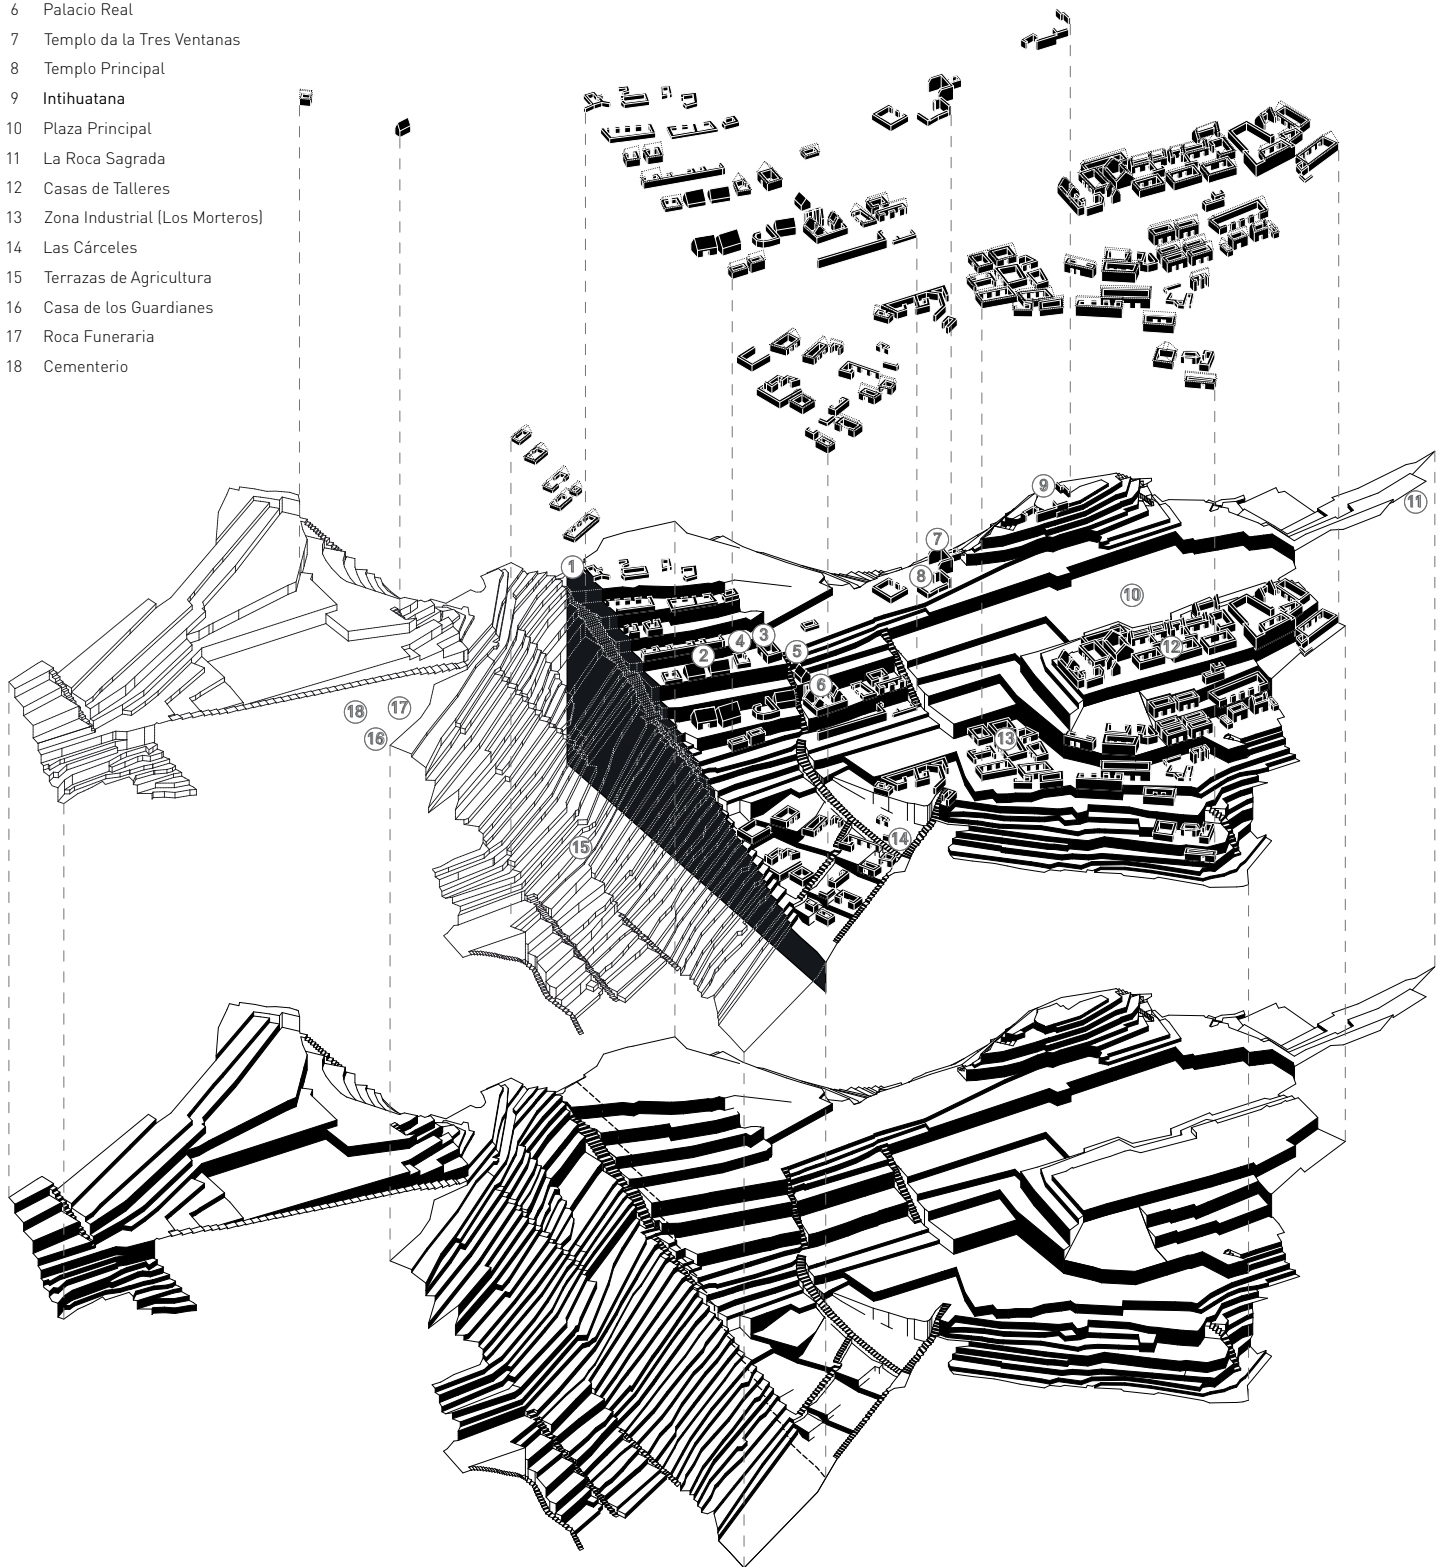 6 Palacio Real
7 Templo da la Tres Ventanas
8 Templo Principal
9 Intihuatana
10 Plaza Principal
11 La Roca Sagrada
12 Casas de Talleres
13 Zona Industrial (Los Morteros)
14 Las Cárceles
15 Terrazas de Agricultura
16 Casa de los Guardianes
17 Roca Funeraria
18 Cementerio
9
11
7
1
8
10
3
4
5
12
2
6
17
18
16
13
14
15